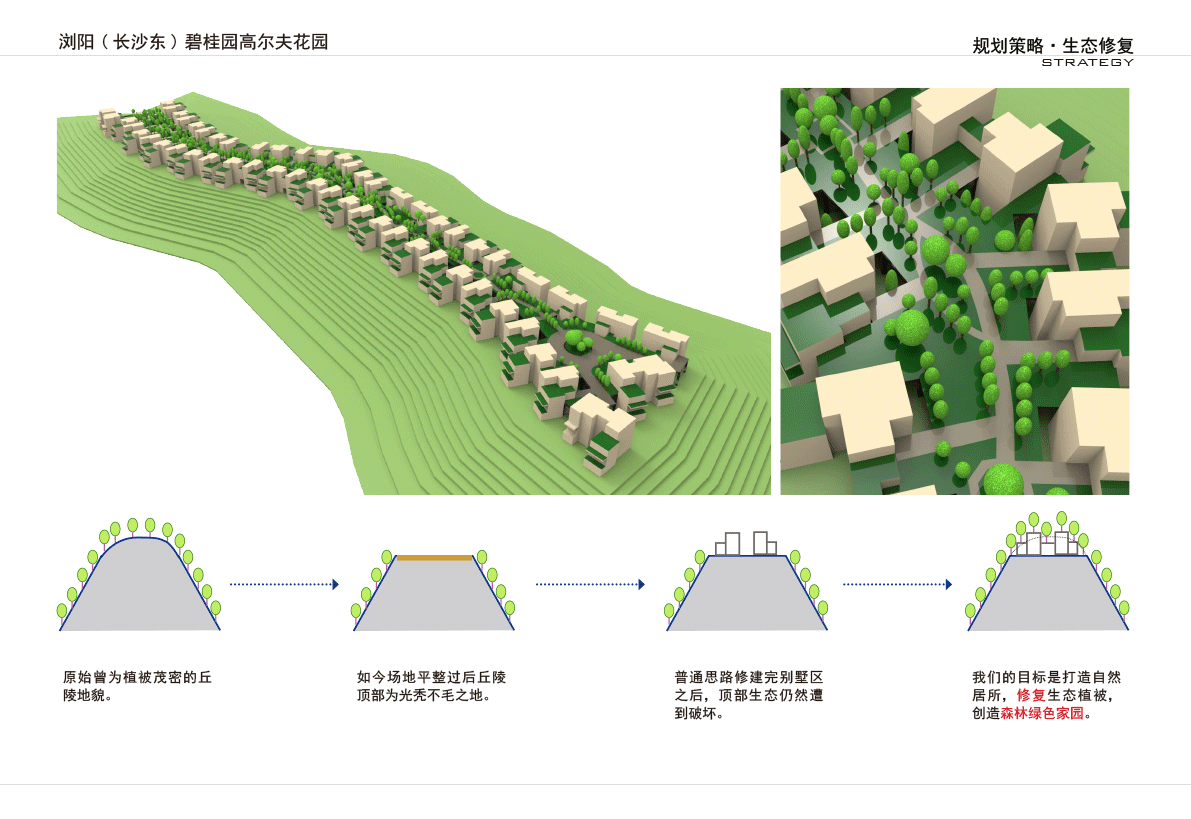 浏阳（长沙东）碧桂园高尔夫花园
规划策略·生态修复
STRATEGY
原始曾为植被茂密的丘
陵地貌。
如今场地平整过后丘陵
顶部为光秃不毛之地。
普通思路修建完别墅区
之后，顶部生态仍然遭
到破坏。
我们的目标是打造自然
居所，修复生态植被，
创造森林绿色家园。